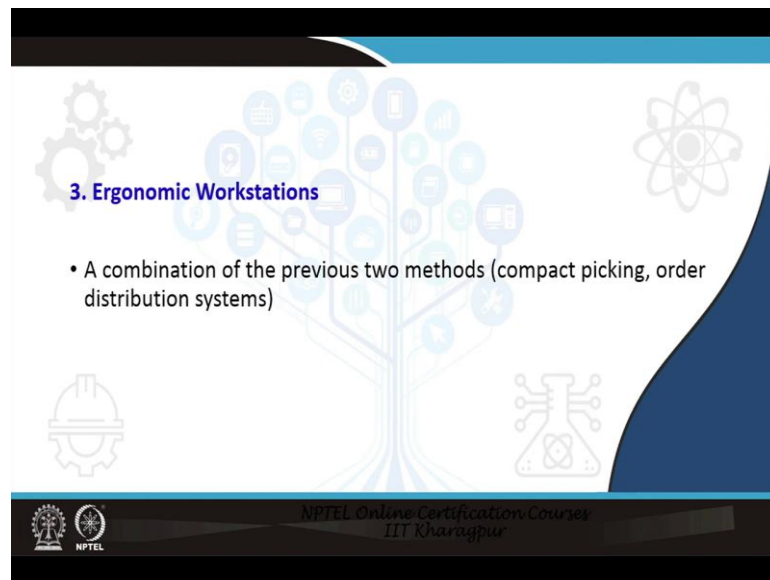 3. Ergonomic Workstations
• A combination of the previous two methods (compact picking, order
distribution systems)
NPTEL Online Certification Courses
IIT Kharagpur
NPTEL